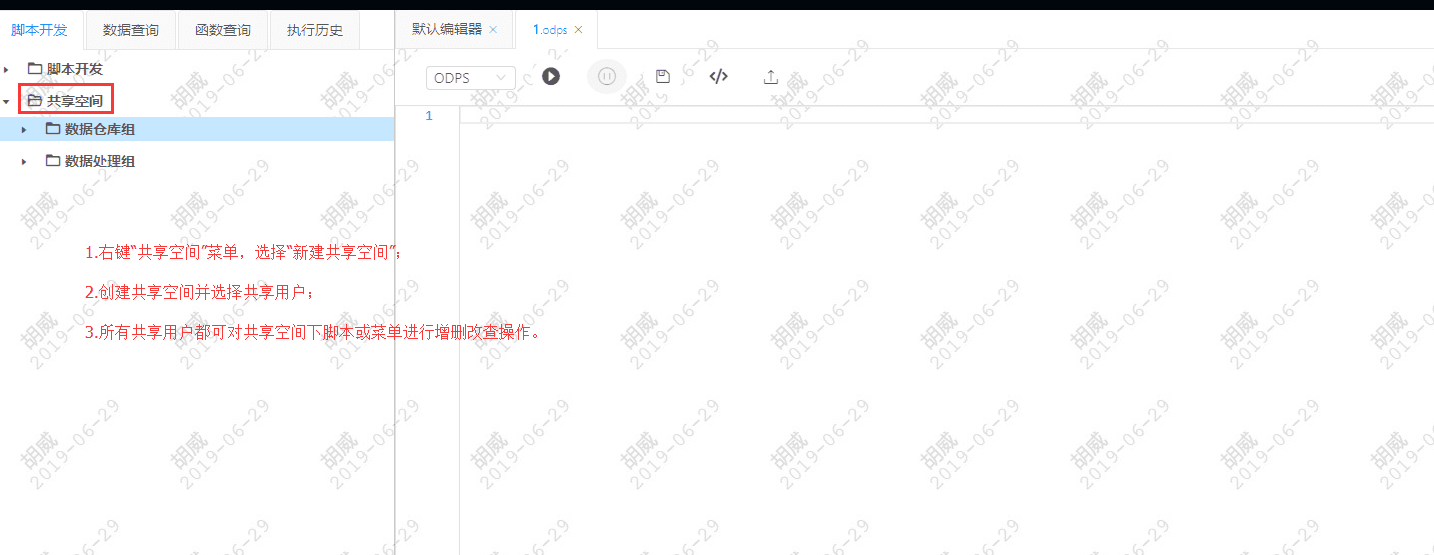 脚本开发 数据查询 函数查询 执行历史 默认编辑器 × 1.odps ×
脚本开发
ODPS
共享空间
1
数据仓库组
数据处理组
1.右键“共享空间”菜单，选择“新建共享空间”；
2.创建共享空间并选择共享用户；
3.所有共享用户都可对共享空间下脚本或菜单进行增删改查操作。
胡威
2019-06-29